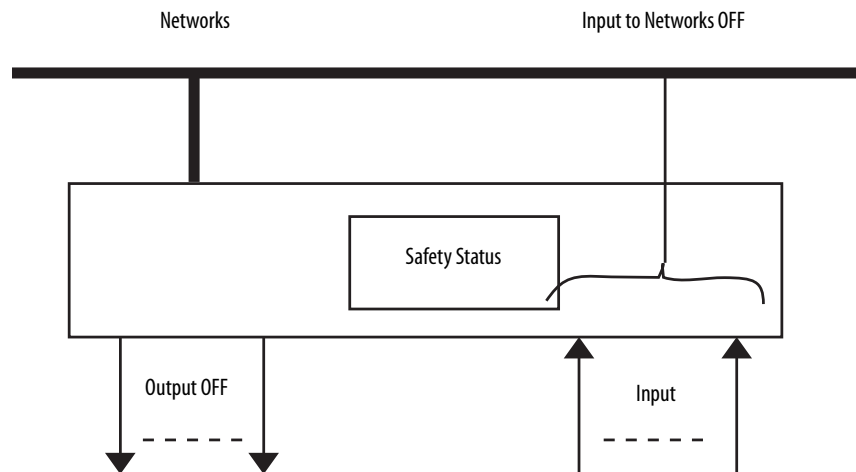 Networks
Input to Networks OFF
Safety Status
Output OFF
Input